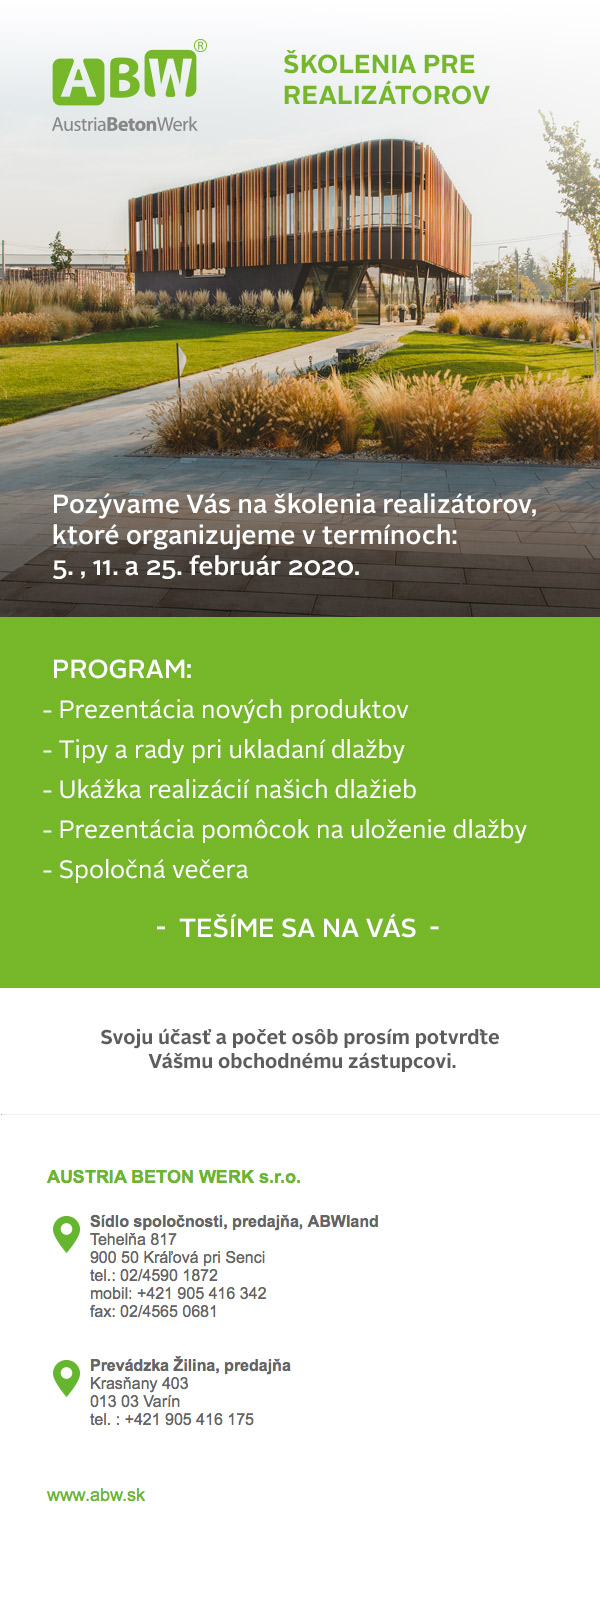 ABW®
AustriaBetonWerk
ŠKOLENIA PRE
REALIZÁTOROV
Pozývame Vás na školenia realizátorov,
ktoré organizujeme v termínoch:
5. , 11. a 25. február 2020.
PROGRAM:
- Prezentácia nových produktov
- Tipy a rady pri ukladaní dlažby
- Ukážka realizácií našich dlažieb
- Prezentácia pomôcok na uloženie dlažby
- Spoločná večera
- TEŠÍME SA NA VÁS -
Svoju účasť a počet osôb prosím potvrďte
Vášmu obchodnému zástupcovi.
AUSTRIA BETON WERK s.r.o.
Sídlo spoločnosti, predajňa, ABWland
Tehelňa 817
900 50 Kráľová pri Senci
tel.: 02/4590 1872
mobil: +421 905 416 342
fax: 02/4565 0681
Prevádzka Žilina, predajňa
Krasňany 403
013 03 Varín
tel. : +421 905 416 175
www.abw.sk